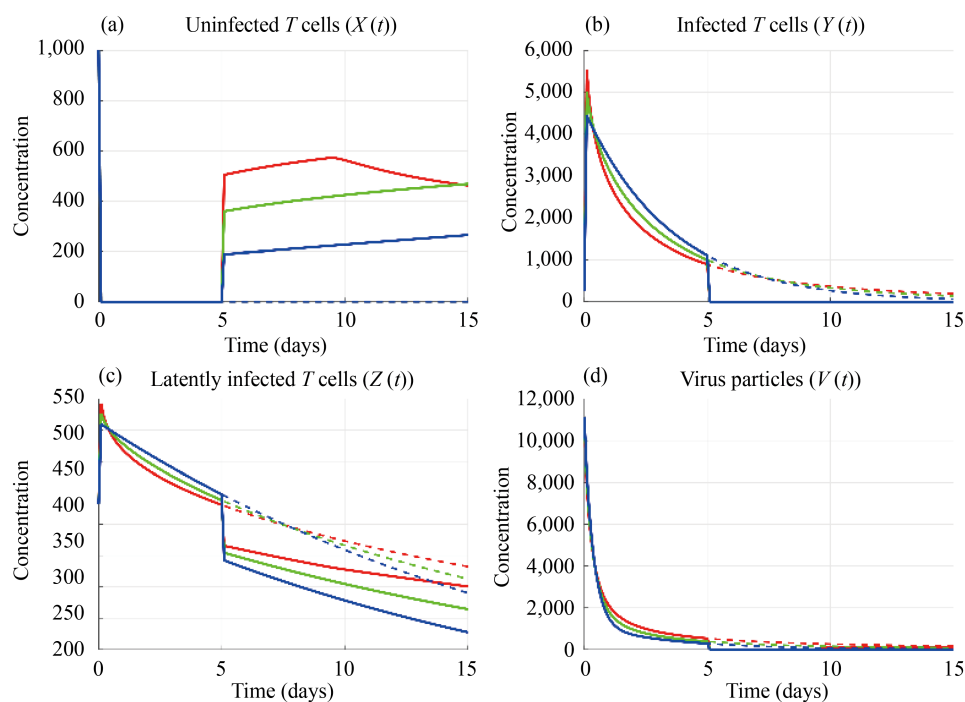 (a) Uninfected T cells (X (t))
1,000
800
600
400
200
0
Concentration
0 5 10 15
Time (days)
(b) Infected T cells (Y (t))
6,000
5,000
4,000
3,000
2,000
1,000
0
Concentration
0 5 10 15
Time (days)
(c) Latently infected T cells (Z (t))
550
500
450
400
350
300
250
200
Concentration
0 5 10 15
Time (days)
(d) Virus particles (V (t))
12,000
10,000
8,000
6,000
4,000
2,000
0
Concentration
0 5 10 15
Time (days)